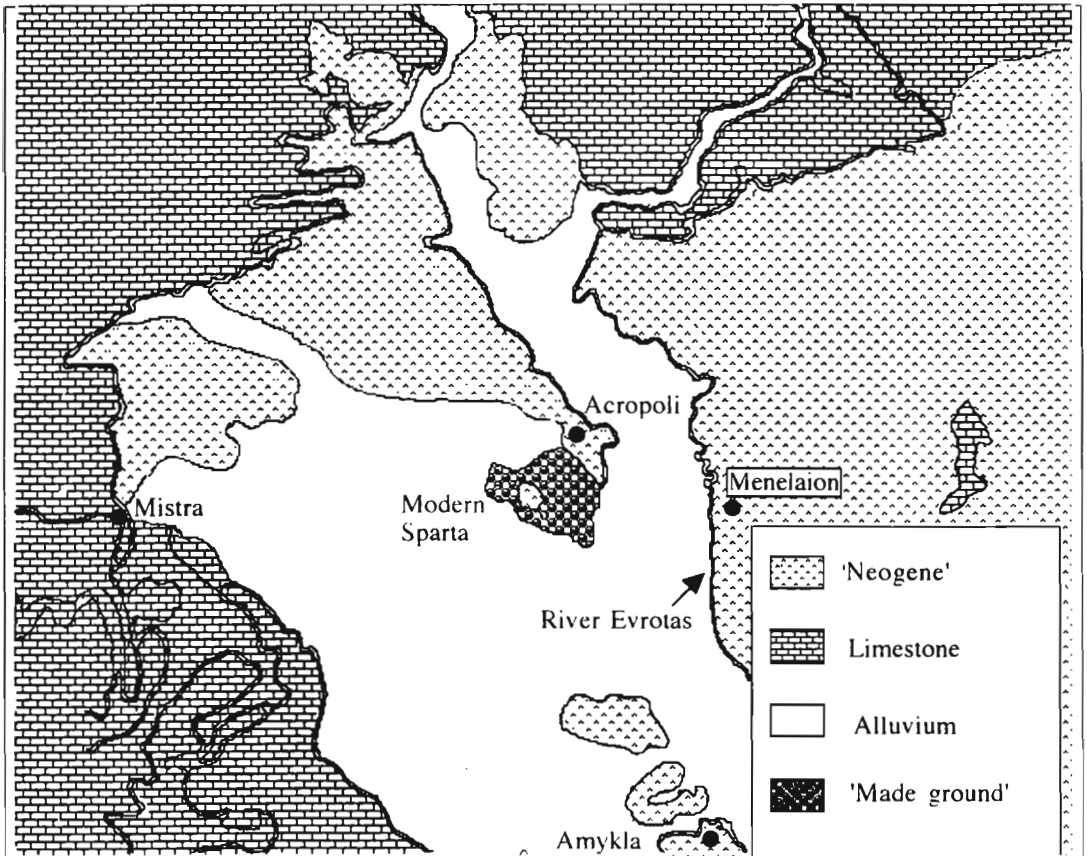 Acropoli
Menelaion
Mistra
Modern
Sparta
'Neogene'
River Evrotas
Limestone
Alluvium
'Made ground'
Amykla